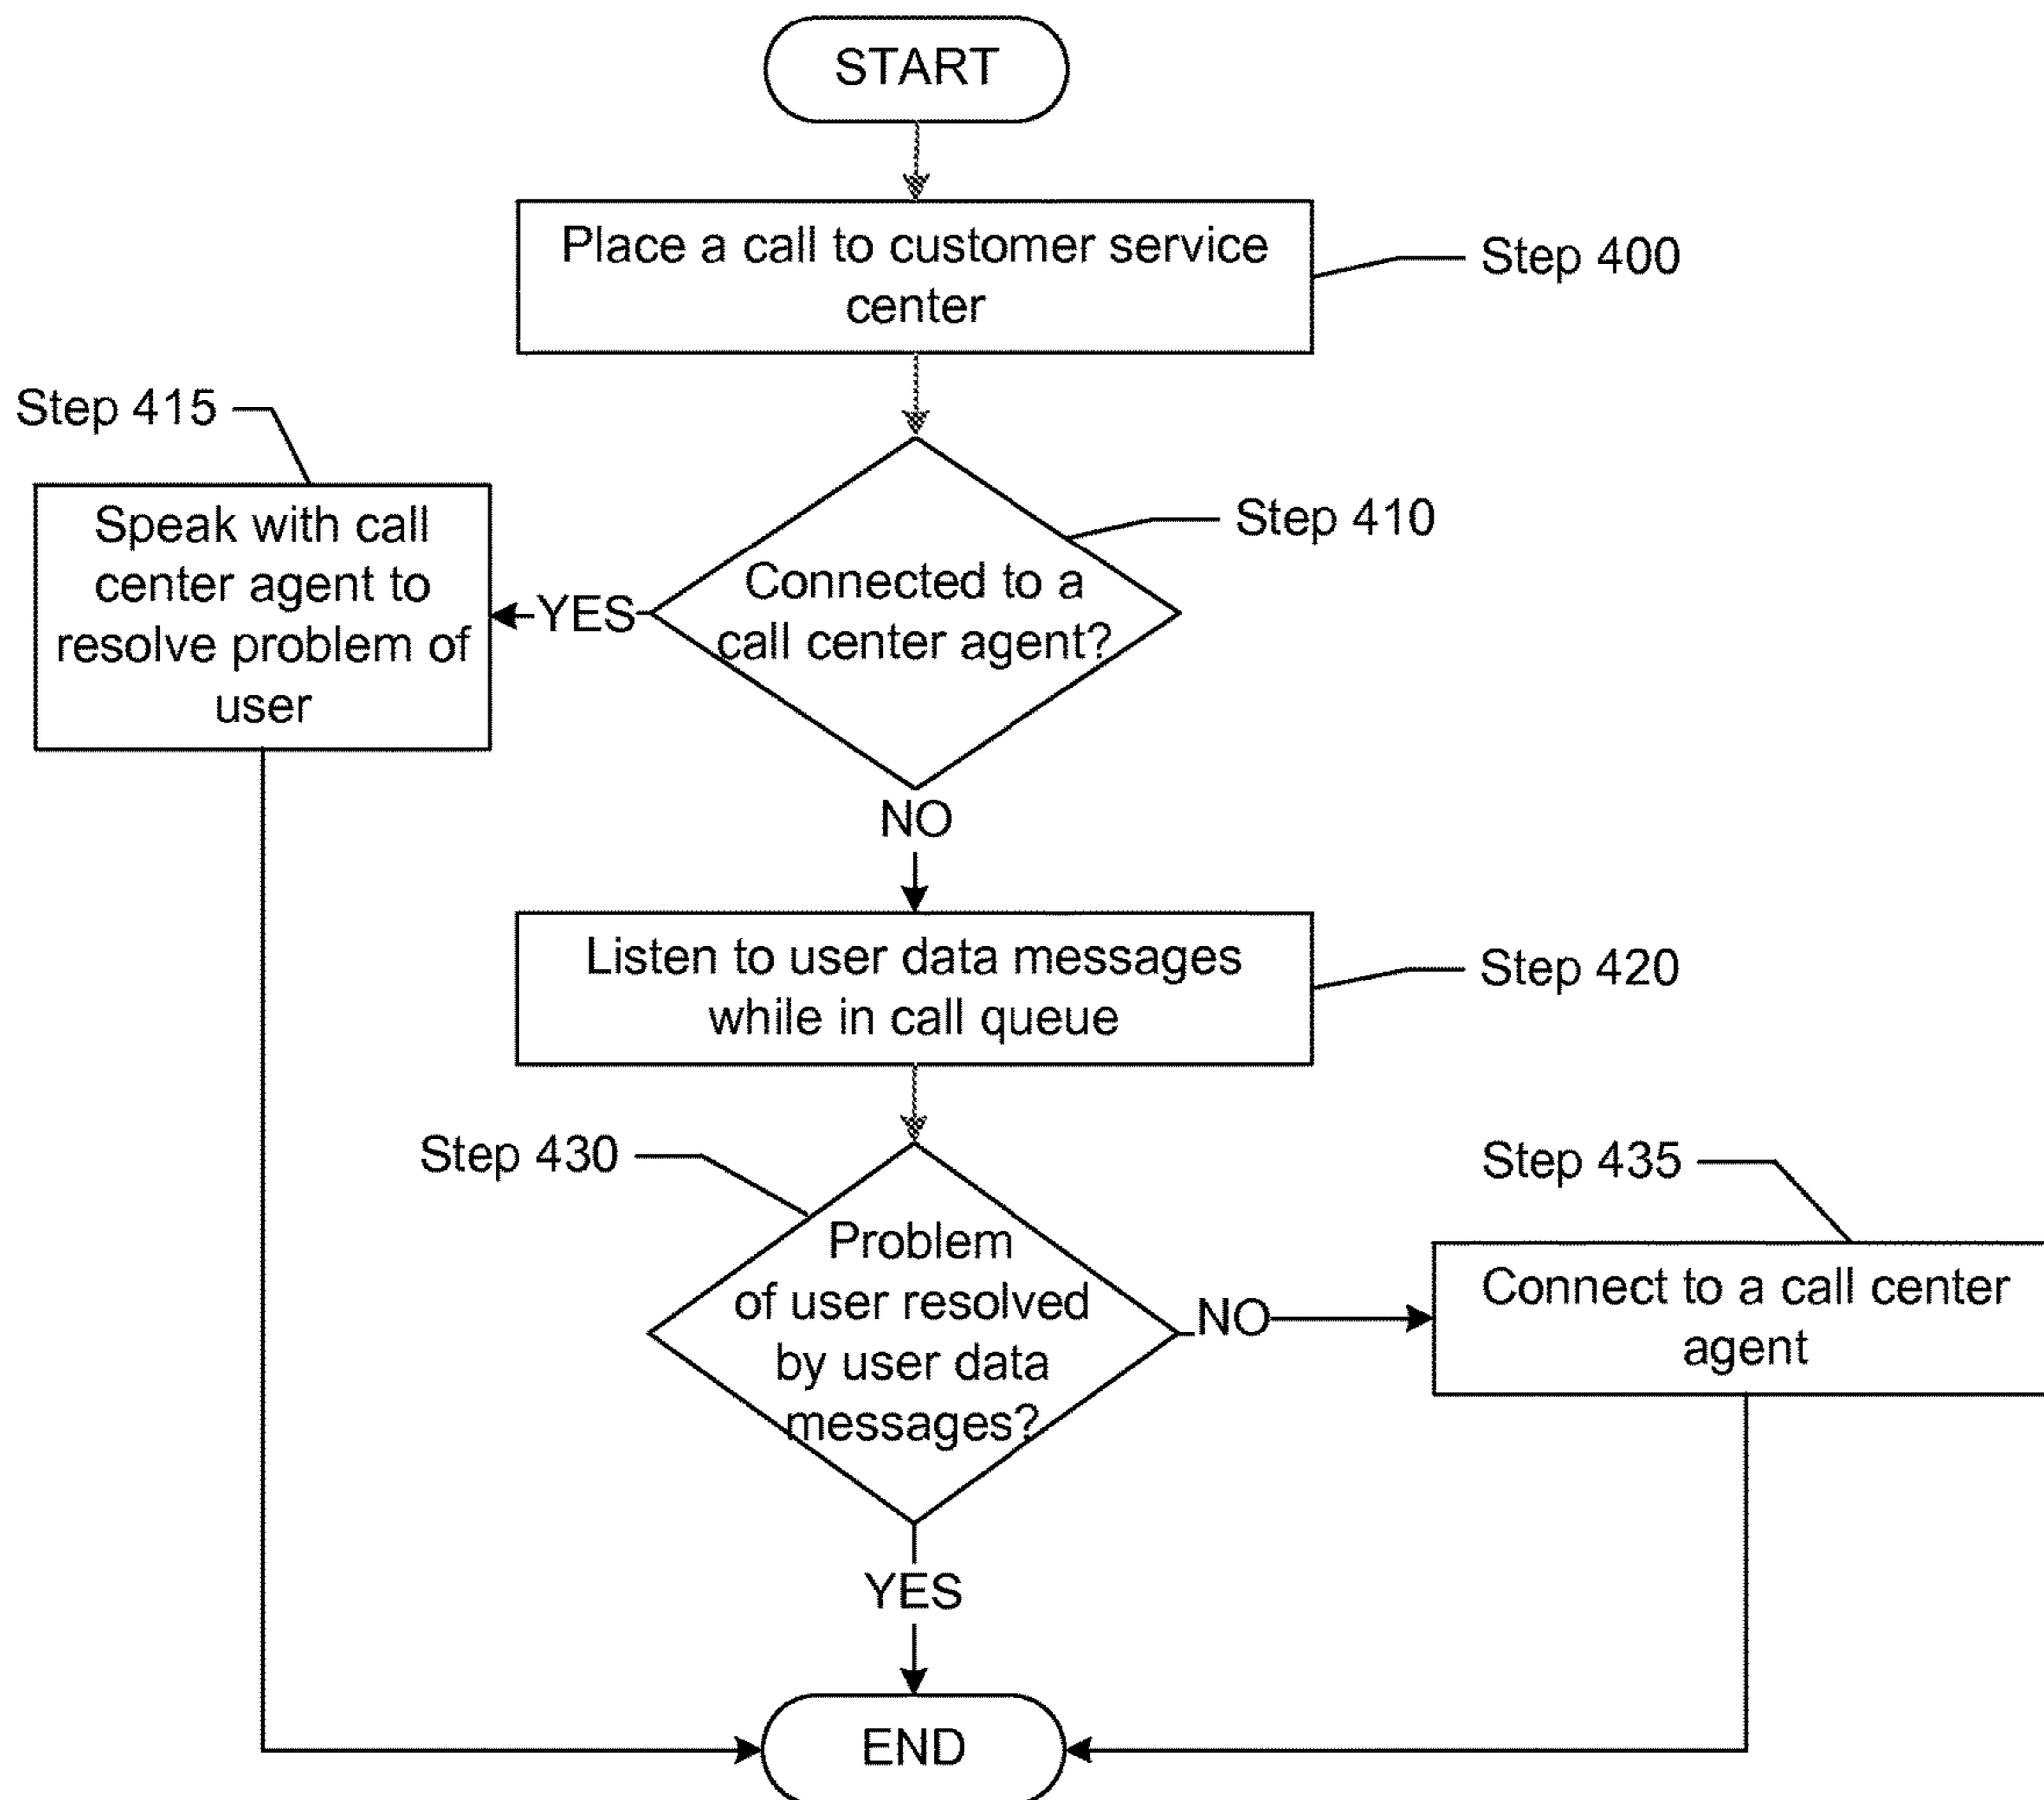 START
Place a call to customer service
center
Step 400
Step 415
Speak with call
center agent to
resolve problem of
user
YES
Step 410
Connected to a
call center agent?
NO
Listen to user data messages
while in call queue
Step 420
Step 430
Problem
of user resolved
by user data
messages?
NO
Step 435
Connect to a call center
agent
YES
END